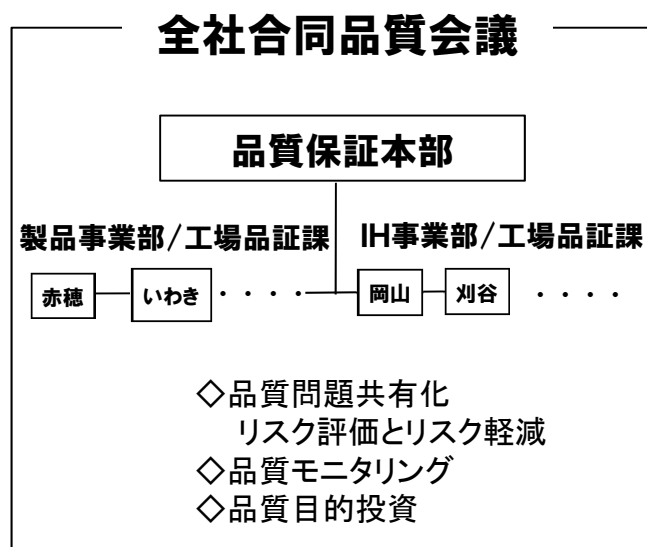 全社合同品質会議
品質保証本部
製品事業部/工場品証課 IH事業部/工場品証課
赤穂 いわき ・・・・ 岡山 刈谷 ・・・・
◇品質問題共有化
リスク評価とリスク軽減
◇品質モニタリング
◇品質目的投資